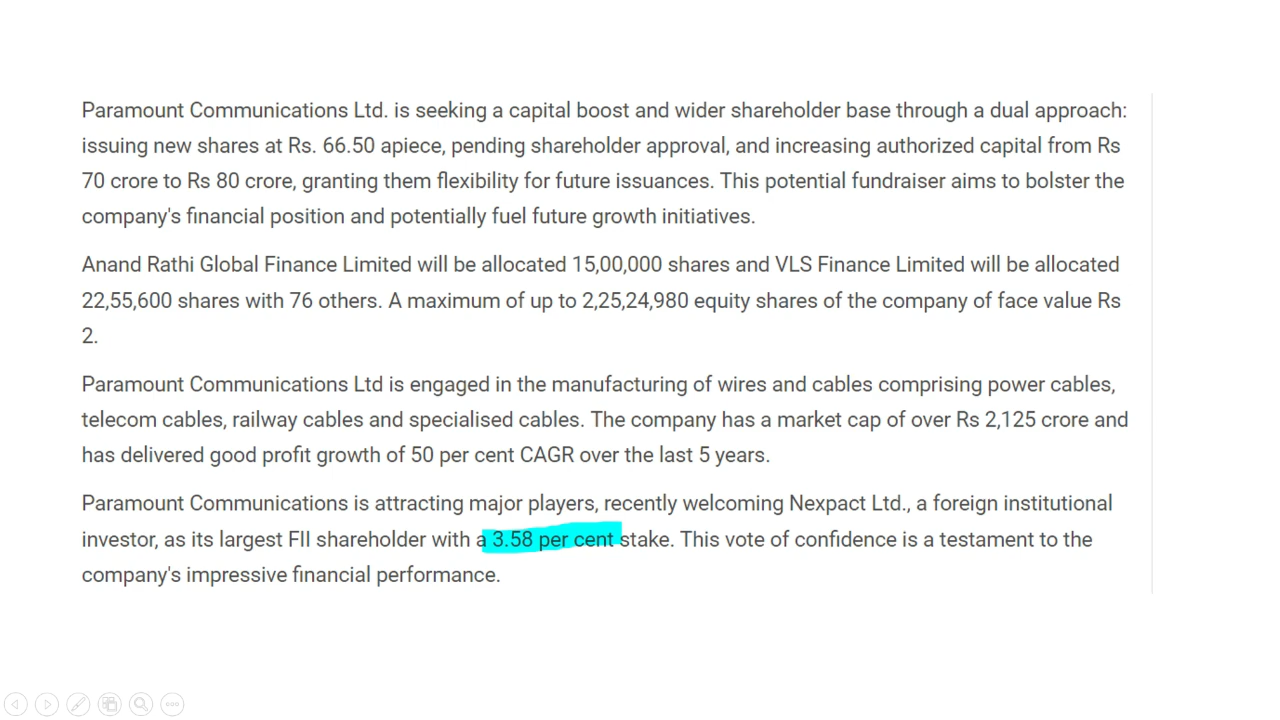 Paramount Communications Ltd. is seeking a capital boost and wider shareholder base through a dual approach:
issuing new shares at Rs. 66.50 apiece, pending shareholder approval, and increasing authorized capital from Rs
70 crore to Rs 80 crore, granting them flexibility for future issuances. This potential fundraiser aims to bolster the
company's financial position and potentially fuel future growth initiatives.
Anand Rathi Global Finance Limited will be allocated 15,00,000 shares and VLS Finance Limited will be allocated
22,55,600 shares with 76 others. A maximum of up to 2,25,24,980 equity shares of the company of face value Rs
2.
Paramount Communications Ltd is engaged in the manufacturing of wires and cables comprising power cables,
telecom cables, railway cables and specialised cables. The company has a market cap of over Rs 2,125 crore and
has delivered good profit growth of 50 per cent CAGR over the last 5 years.
Paramount Communications is attracting major players, recently welcoming Nexpact Ltd., a foreign institutional
investor, as its largest FII shareholder with a 3.58 per cent stake. This vote of confidence is a testament to the
company's impressive financial performance.